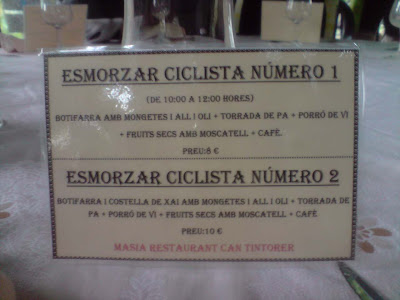 ESMORZAR CICLISTA NÚMERO 1
(DE 10:00 A 12:00 HORES)
BOTIFARRA AMB MONGETES I ALL I OLI + TORRADA DE PA + PORRÓ DE VÍ
+ FRUITS SECS AMB MOSCATELL + CAFÈ.
PREU:8 €
ESMORZAR CICLISTA NÚMERO 2
BOTIFARRA I COSTELLA DE XAI AMB MONGETES I ALL I OLI + TORRADA DE
PA + PORRÓ DE VÍ + FRUITS SECS AMB MOSCATELL + CAFÈ
PREU:10 €
MASIA RESTAURANT CAN TINTORER